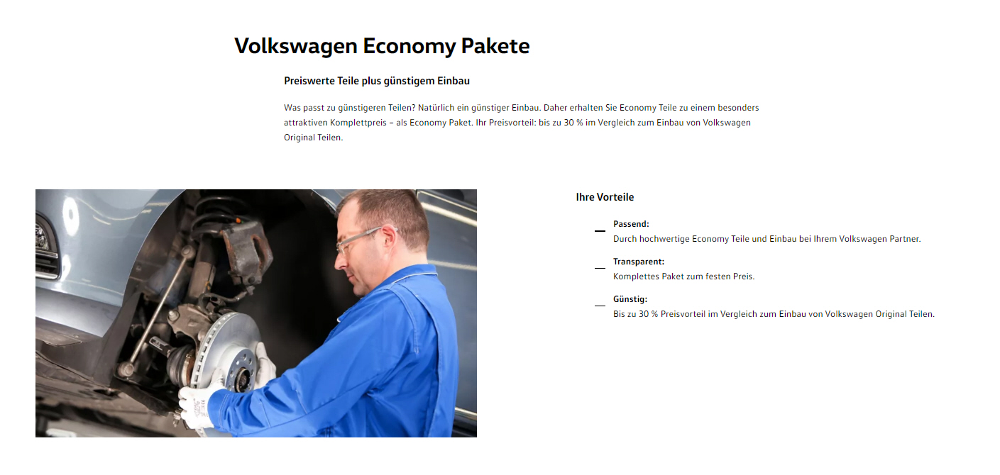 Volkswagen Economy Pakete
Preiswerte Teile plus günstigem Einbau
Was passt zu günstigeren Teilen? Natürlich ein günstiger Einbau. Daher erhalten Sie Economy Teile zu einem besonders
attraktiven Komplettpreis – als Economy Paket. Ihr Preisvorteil: bis zu 30 % im Vergleich zum Einbau von Volkswagen
Original Teilen.
Ihre Vorteile
Passend:
Durch hochwertige Economy Teile und Einbau bei Ihrem Volkswagen Partner.
Transparent:
Komplettes Paket zum festen Preis.
Günstig:
Bis zu 30 % Preisvorteil im Vergleich zum Einbau von Volkswagen Original Teilen.